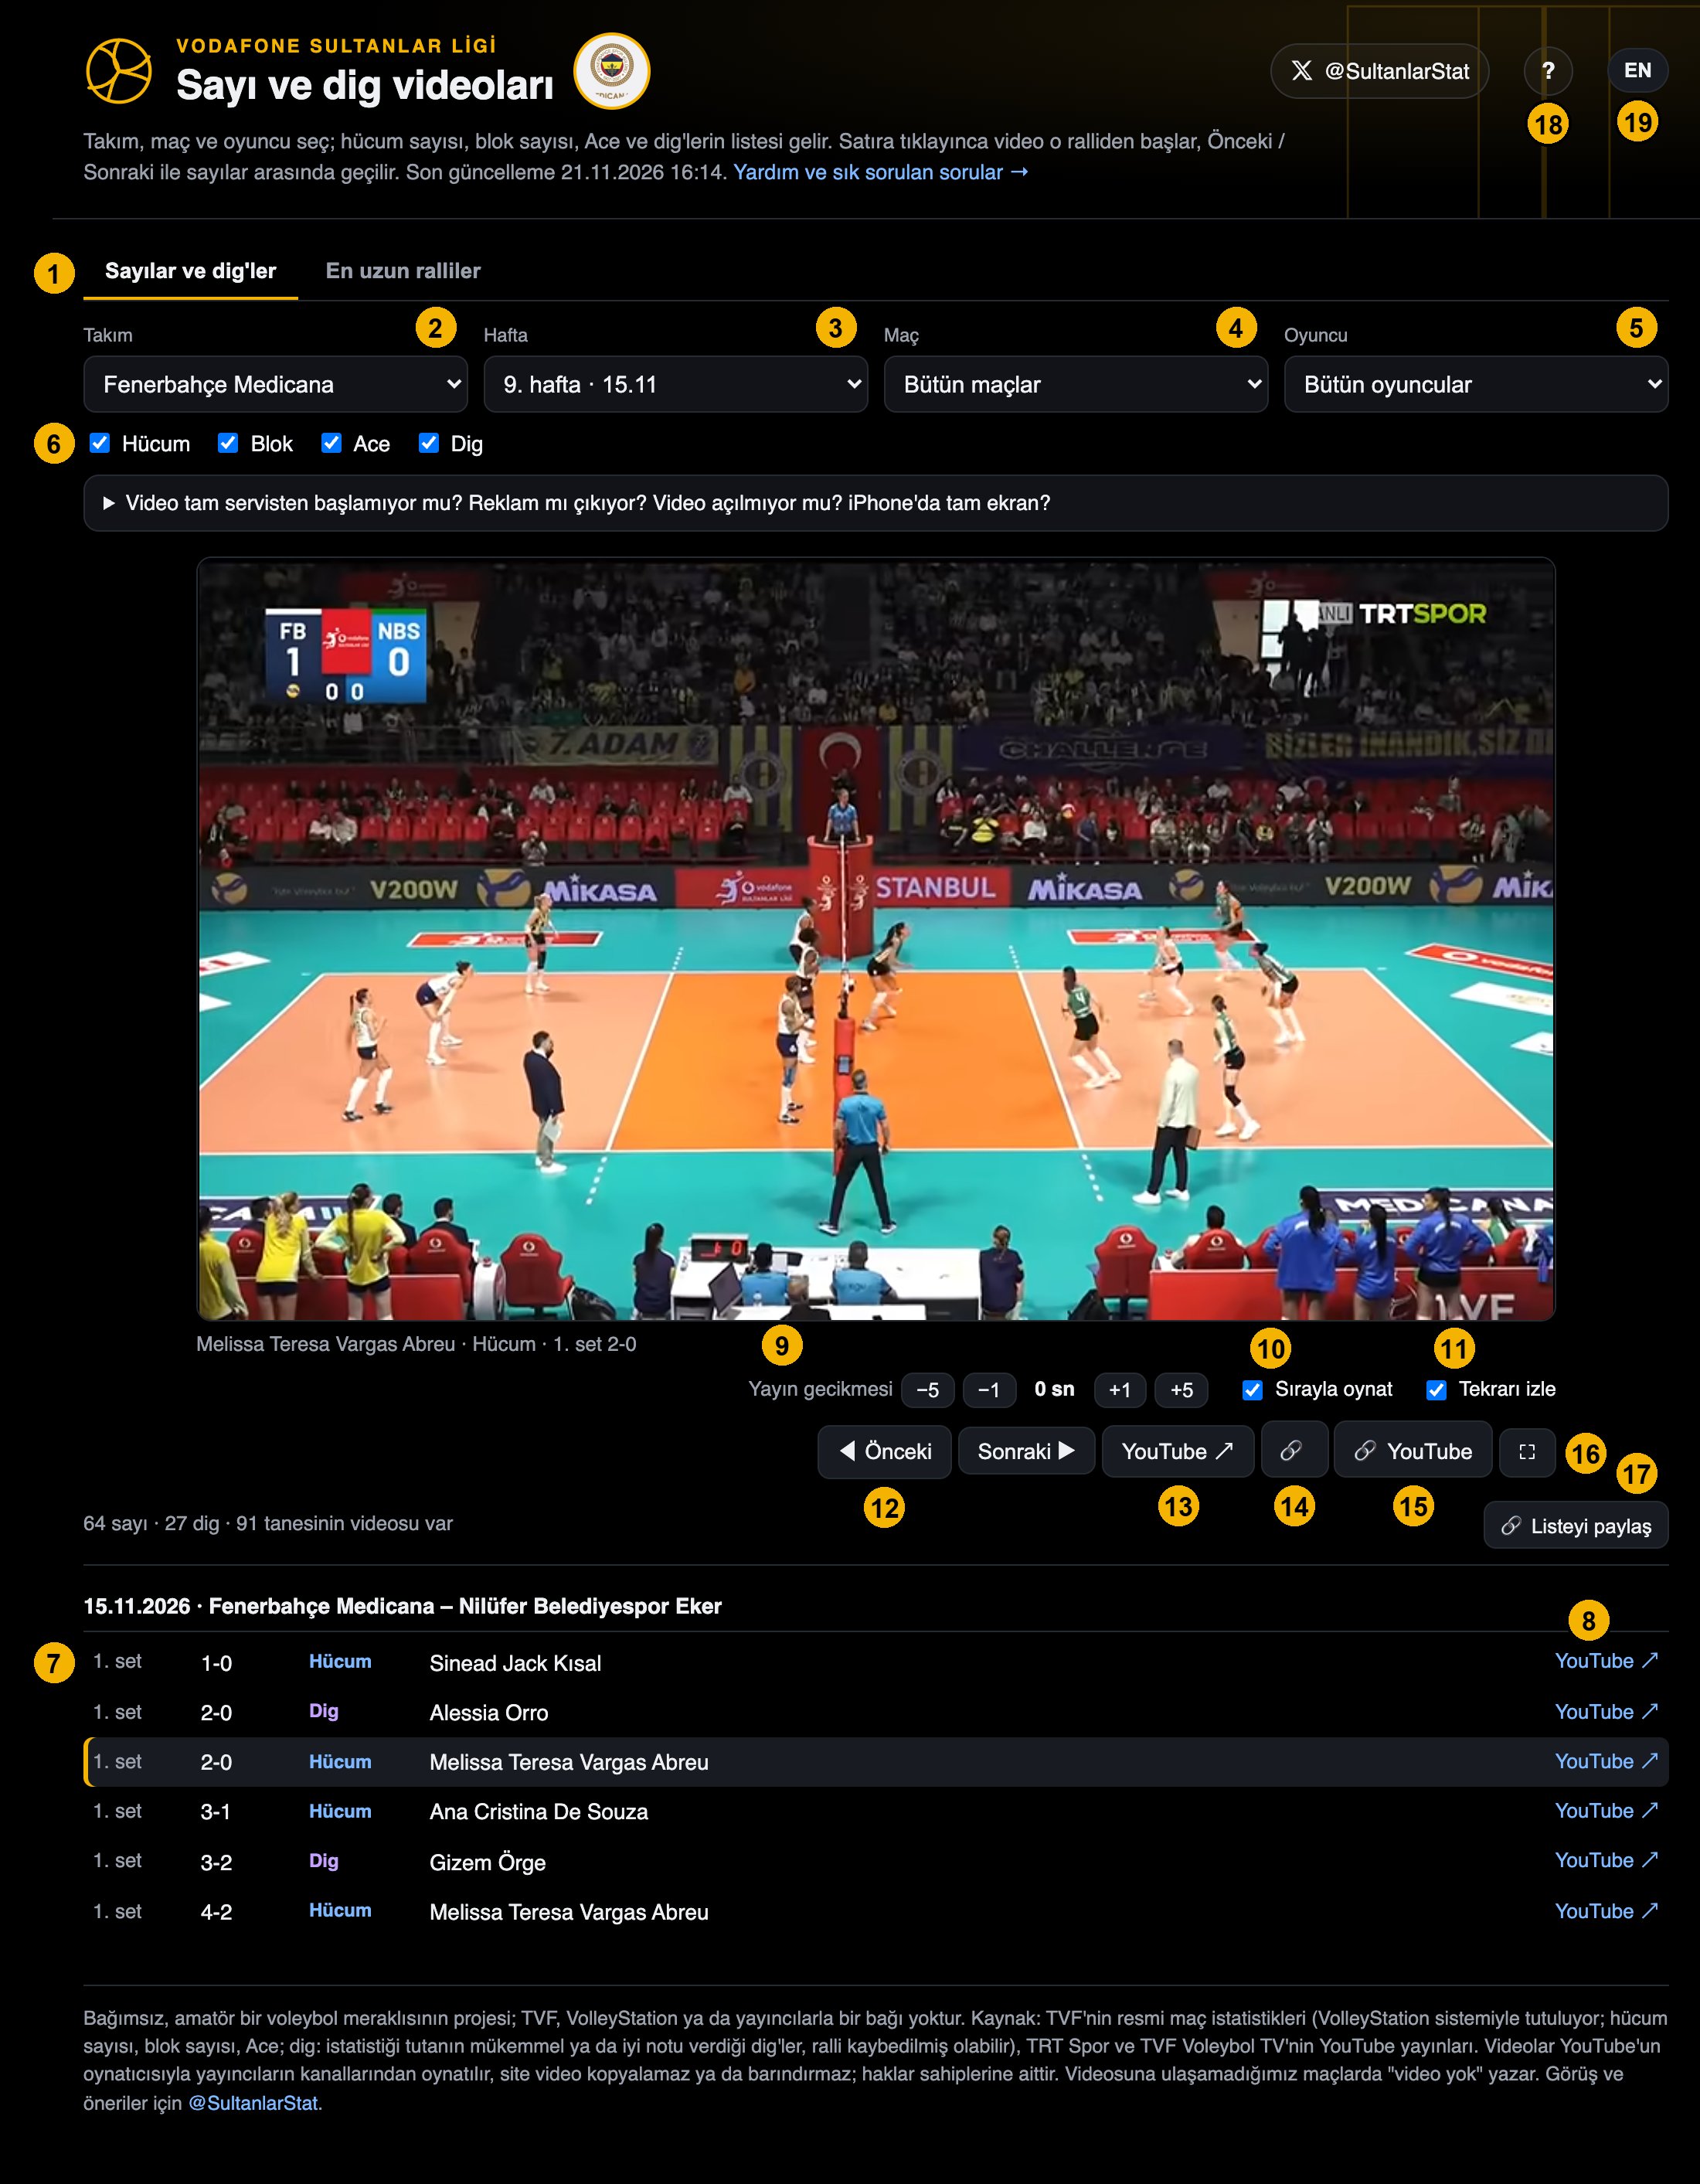 VODAFONE SULTANLAR LİGİ
Sayı ve dig videoları
@SultanlarStat
?
EN
18
19
Takım, maç ve oyuncu seç; hücum sayısı, blok sayısı, Ace ve dig'lerin listesi gelir. Satıra tıklayınca video o ralliden başlar, Önceki /
Sonraki ile sayılar arasında geçilir. Son güncelleme 21.11.2026 16:14. Yardım ve sık sorulan sorular →
1
Sayılar ve dig'ler
En uzun ralliler
Takım
2
Hafta
3
Maç
4
Oyuncu
5
Fenerbahçe Medicana
9. hafta · 15.11
Bütün maçlar
Bütün oyuncular
6
Hücum
Blok
Ace
Dig
▶ Video tam servisten başlamıyor mu? Reklam mı çıkıyor? Video açılmıyor mu? iPhone'da tam ekran?
FB
NBS
1
0
0 0
TRTSPOR
7. ADAM
CHALLENGE
BİZLER İNANDIK,SİZ
V200W
MIKASA
vodafone
STANBUL
MIKASA
V200W
MEDICANA
Melissa Teresa Vargas Abreu · Hücum · 1. set 2-0
9
10
11
Yayın gecikmesi
−5
−1
0 sn
+1
+5
Sırayla oynat
Tekrarı izle
◀ Önceki
Sonraki ▶
YouTube ↗
YouTube
16
17
12
13
14
15
64 sayı · 27 dig · 91 tanesinin videosu var
Listeyi paylaş
15.11.2026 · Fenerbahçe Medicana – Nilüfer Belediyespor Eker
8
7
1. set 1-0 Hücum Sinead Jack Kısal YouTube ↗
1. set 2-0 Dig Alessia Orro YouTube ↗
1. set 2-0 Hücum Melissa Teresa Vargas Abreu YouTube ↗
1. set 3-1 Hücum Ana Cristina De Souza YouTube ↗
1. set 3-2 Dig Gizem Örge YouTube ↗
1. set 4-2 Hücum Melissa Teresa Vargas Abreu YouTube ↗
Bağımsız, amatör bir voleybol meraklısının projesi; TVF, VolleyStation ya da yayıncılarla bir bağı yoktur. Kaynak: TVF'nin resmi maç istatistikleri (VolleyStation sistemiyle tutuluyor; hücum
sayısı, blok sayısı, Ace; dig: istatistiği tutanın mükemmel ya da iyi notu verdiği dig'ler, ralli kaybedilmiş olabilir), TRT Spor ve TVF Voleybol TV'nin YouTube yayınları. Videolar YouTube'un
oynatıcısıyla yayıncıların kanallarından oynatılır, site video kopyalamaz ya da barındırmaz; haklar sahiplerine aittir. Videosuna ulaşamadığımız maçlarda "video yok" yazar. Görüş ve
öneriler için @SultanlarStat.